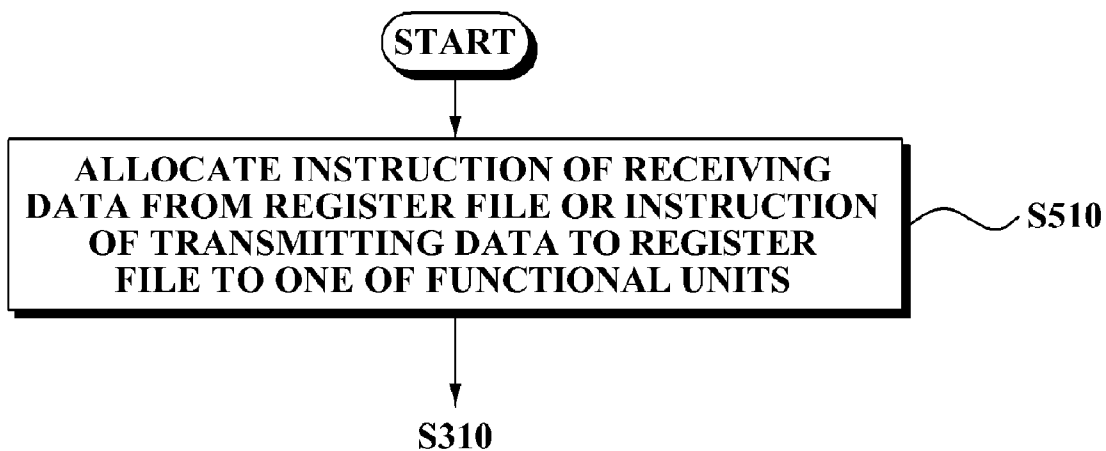 START
ALLOCATE INSTRUCTION OF RECEIVING
DATA FROM REGISTER FILE OR INSTRUCTION
OF TRANSMITTING DATA TO REGISTER
FILE TO ONE OF FUNCTIONAL UNITS
S510
S310